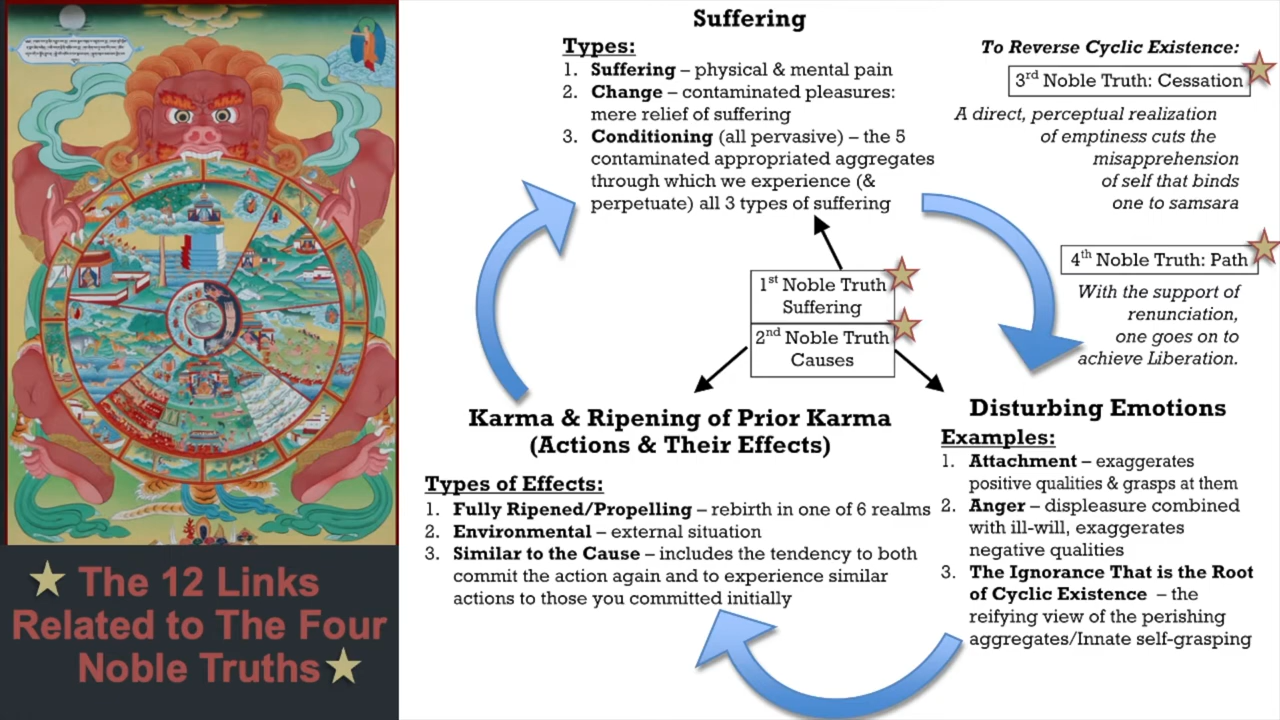 Suffering
Types:
1. Suffering – physical & mental pain
2. Change – contaminated pleasures:
mere relief of suffering
3. Conditioning (all pervasive) – the 5
contaminated appropriated aggregates
through which we experience (&
perpetuate) all 3 types of suffering
To Reverse Cyclic Existence:
3rd Noble Truth: Cessation
A direct, perceptual realization
of emptiness cuts the
misapprehension
of self that binds
one to samsara
4th Noble Truth: Path
With the support of
renunciation,
one goes on to
achieve Liberation.
1st Noble Truth
Suffering
2nd Noble Truth
Causes
Karma & Ripening of Prior Karma
(Actions & Their Effects)
Types of Effects:
1. Fully Ripened/Propelling – rebirth in one of 6 realms
2. Environmental – external situation
3. Similar to the Cause – includes the tendency to both
commit the action again and to experience similar
actions to those you committed initially
Disturbing Emotions
Examples:
1. Attachment – exaggerates
positive qualities & grasps at them
2. Anger – displeasure combined
with ill-will, exaggerates
negative qualities
3. The Ignorance That is the Root
of Cyclic Existence – the
reifying view of the perishing
aggregates/Innate self-grasping
The 12 Links
Related to The Four
Noble Truths